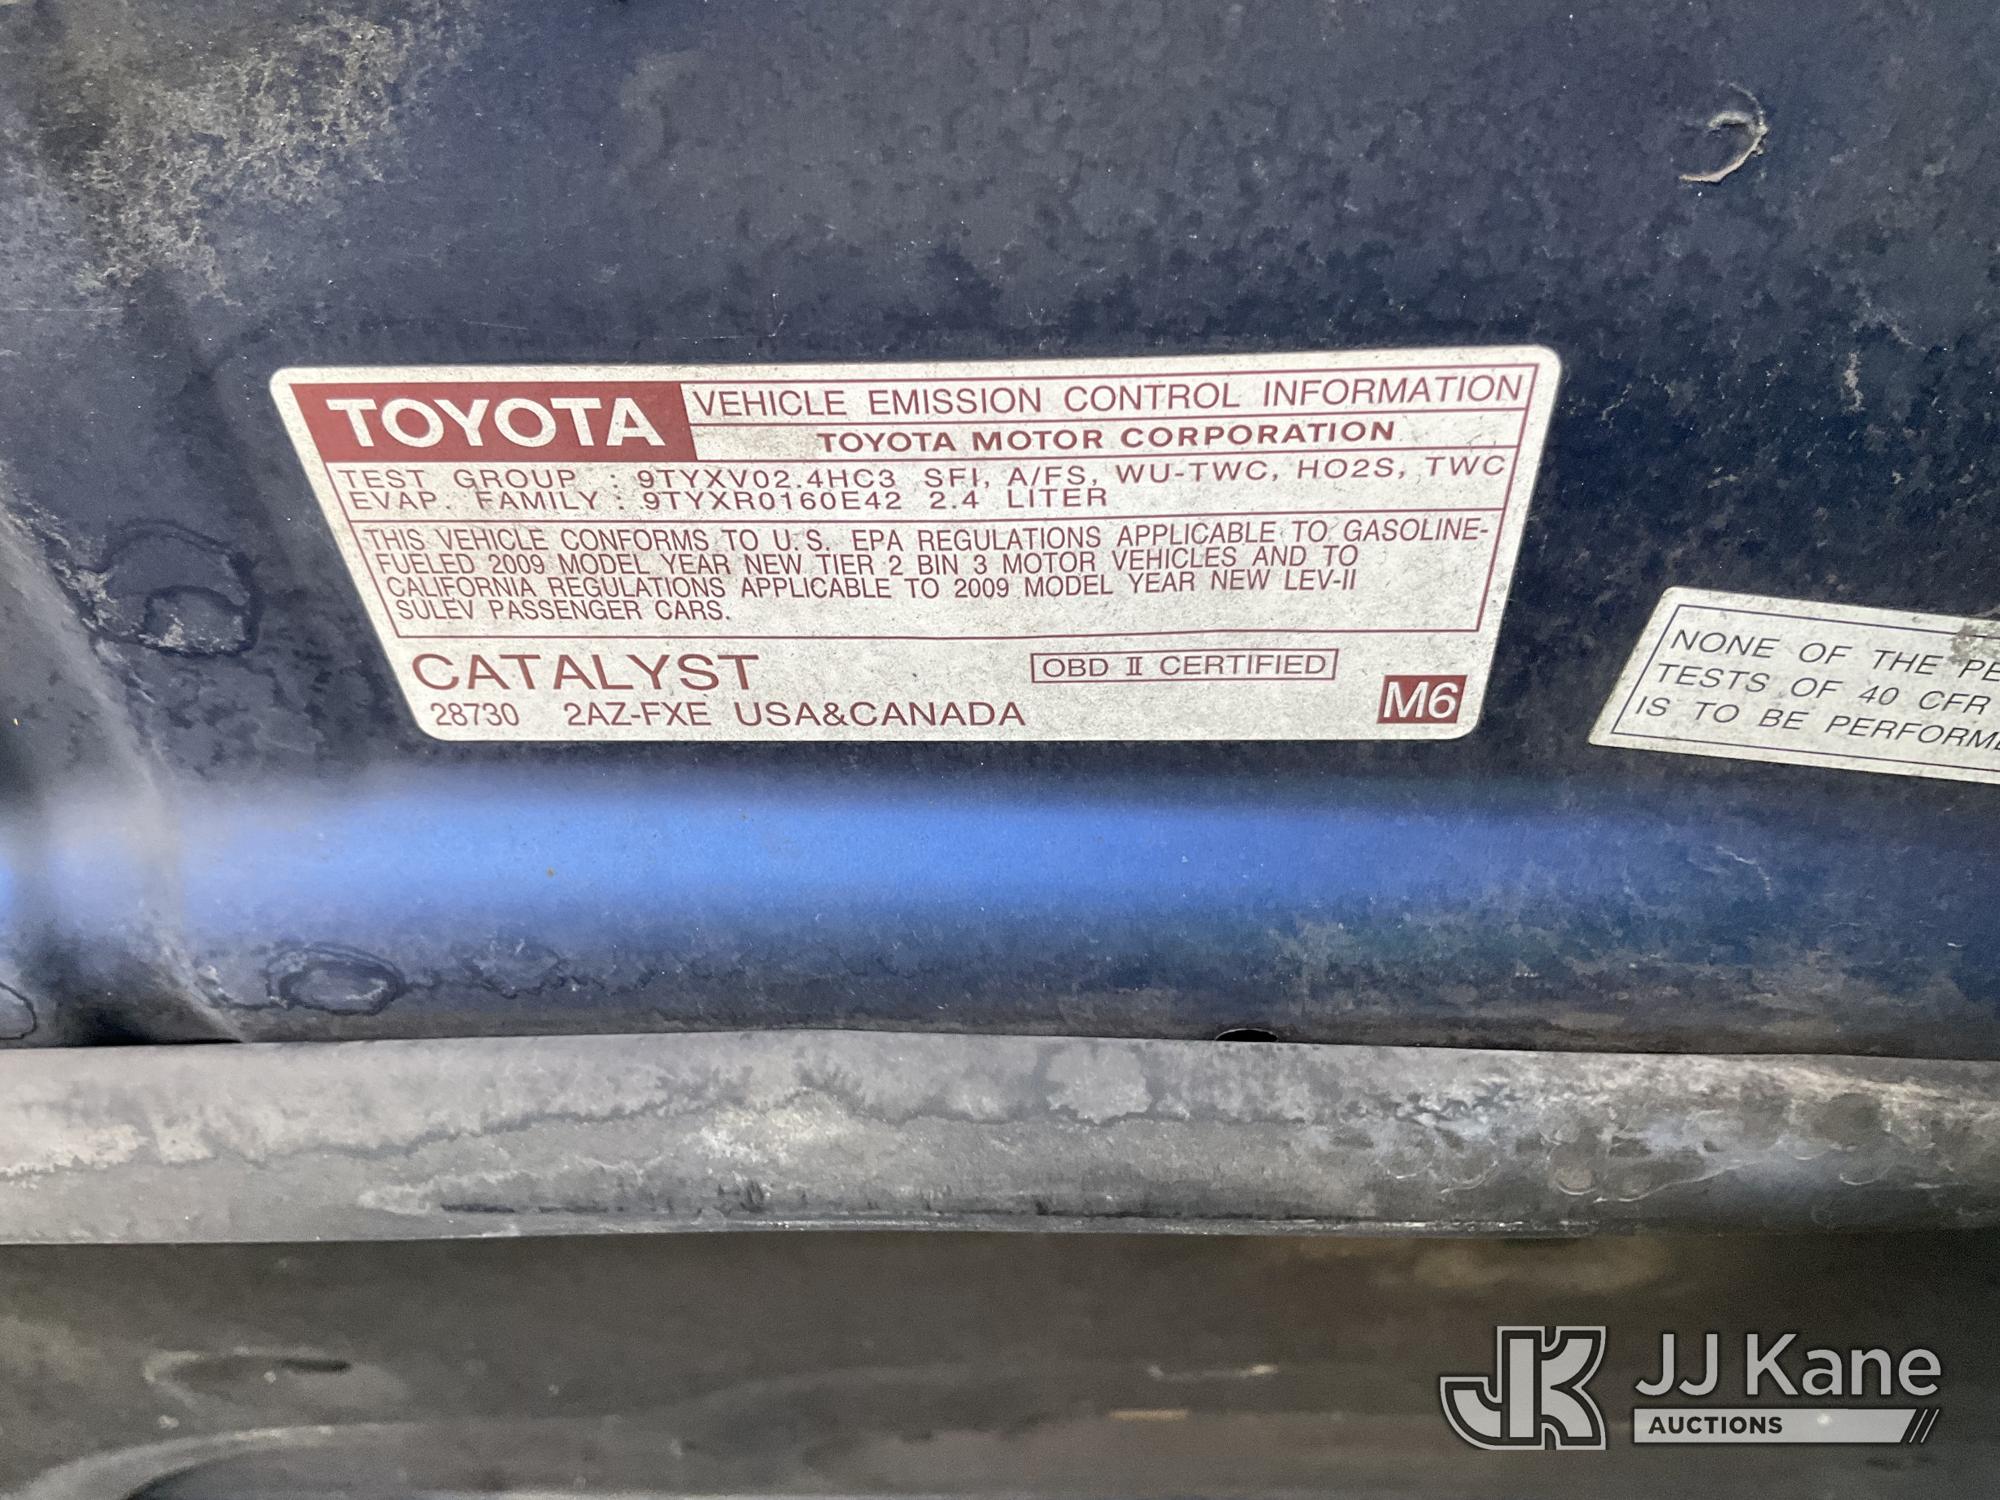 TOYOTA VEHICLE EMISSION CONTROL INFORMATION
TOYOTA MOTOR CORPORATION
TEST GROUP : 9TYXV02.4HC3 SFI, A/FS, WU-TWC, HO2S, TWC
EVAP. FAMILY : 9TYXR0160E42 2.4 LITER
THIS VEHICLE CONFORMS TO U.S. EPA REGULATIONS APPLICABLE TO GASOLINE-
FUELED 2009 MODEL YEAR NEW TIER 2 BIN 3 MOTOR VEHICLES AND TO
CALIFORNIA REGULATIONS APPLICABLE TO 2009 MODEL YEAR NEW LEV-II
SULEV PASSENGER CARS.
CATALYST
OBD II CERTIFIED
28730 2AZ-FXE USA&CANADA
M6
NONE OF THE PE
TESTS OF 40 CFR
IS TO BE PERFORME
JK JJ Kane
AUCTIONS